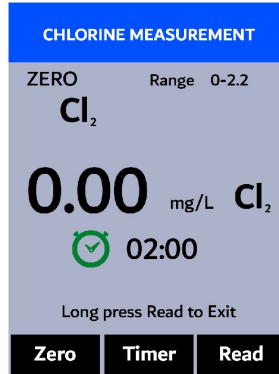 CHLORINE MEASUREMENT
ZERO Range 0-2.2
Cl₂
0.00 mg/L Cl₂
02:00
Long press Read to Exit
Zero Timer Read